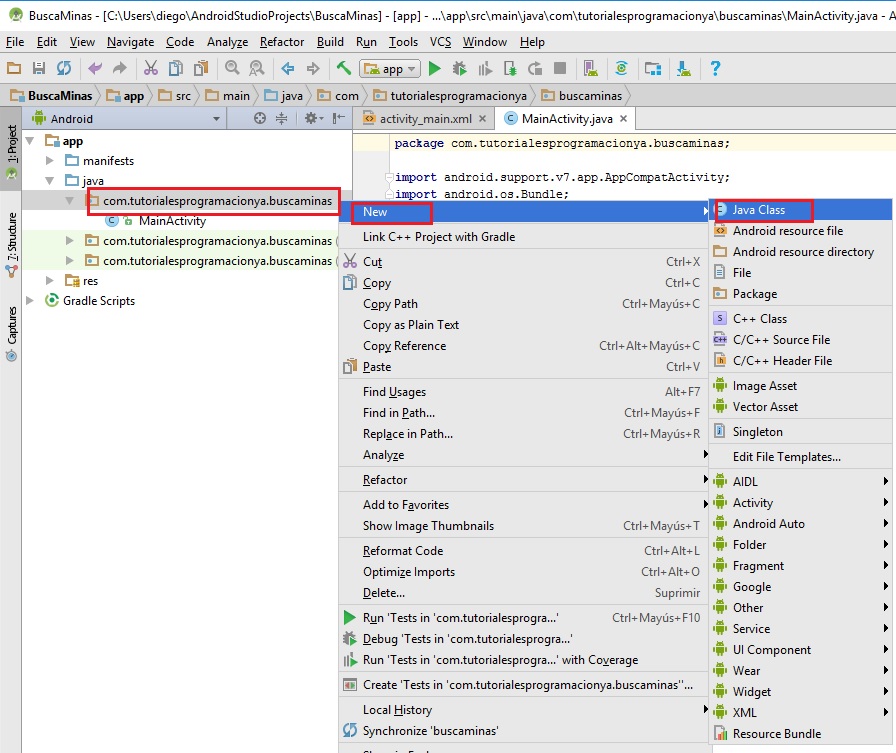 BuscaMinas - [C:\Users\diego\AndroidStudioProjects\BuscaMinas] - [app] - ...\app\src\main\java\com\tutorialesprogramacionya\buscaminas\MainActivity.java - A
File Edit View Navigate Code Analyze Refactor Build Run Tools VCS Window Help
app
BuscaMinas app src main java com tutorialesprogramacionya buscaminas
1: Project
7: Structure
Captures
Android
app
manifests
java
com.tutorialesprogramacionya.buscaminas
MainActivity
com.tutorialesprogramacionya.buscaminas (
com.tutorialesprogramacionya.buscaminas (
res
Gradle Scripts
activity_main.xml
MainActivity.java
package com.tutorialesprogramacionya.buscaminas;
import android.support.v7.app.AppCompatActivity;
import android.os.Bundle;
New
Link C++ Project with Gradle
Cut Ctrl+X
Copy Ctrl+C
Copy Path Ctrl+Mayús+C
Copy as Plain Text
Copy Reference Ctrl+Alt+Mayús+C
Paste Ctrl+V
Find Usages Alt+F7
Find in Path... Ctrl+Mayús+F
Replace in Path... Ctrl+Mayús+R
Analyze
Refactor
Add to Favorites
Show Image Thumbnails Ctrl+Mayús+T
Reformat Code Ctrl+Alt+L
Optimize Imports Ctrl+Alt+O
Delete... Suprimir
Run 'Tests in 'com.tutorialesprogra...' Ctrl+Mayús+F10
Debug 'Tests in 'com.tutorialesprogra...'
Run 'Tests in 'com.tutorialesprogra...' with Coverage
Create 'Tests in 'com.tutorialesprogramacionya.buscaminas''...
Local History
Synchronize 'buscaminas'
Java Class
Android resource file
Android resource directory
File
Package
C++ Class
C/C++ Source File
C/C++ Header File
Image Asset
Vector Asset
Singleton
Edit File Templates...
AIDL
Activity
Android Auto
Folder
Fragment
Google
Other
Service
UI Component
Wear
Widget
XML
Resource Bundle